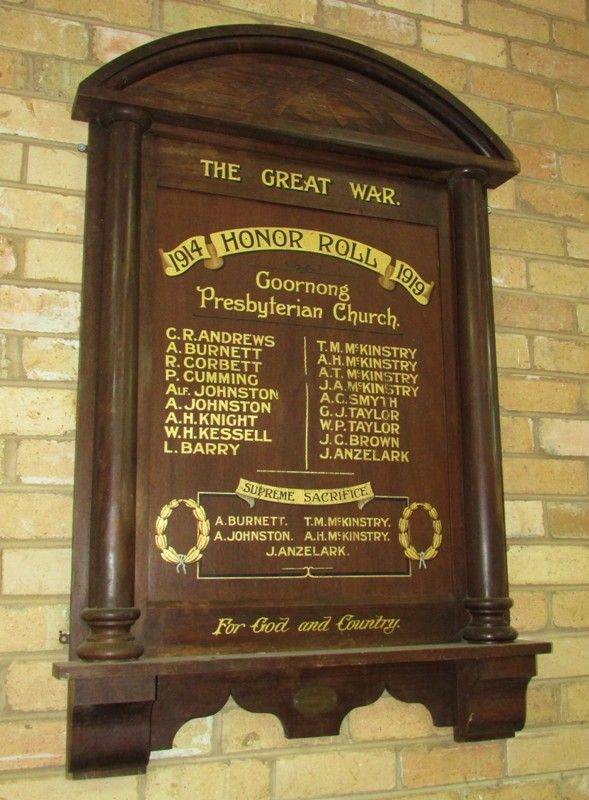 THE GREAT WAR.
1914 HONOR ROLL 1919
Goornong
Presbyterian Church.
C.R.ANDREWS
A.BURNETT
R.CORBETT
P.CUMMING
ALF.JOHNSTON
A.JOHNSTON
A.H.KNIGHT
W.H.KESSELL
L.BARRY
T.M.McKINSTRY
A.H.McKINSTRY
A.T.McKINSTRY
J.A.McKINSTRY
A.C.SMYTH
G.J.TAYLOR
W.P.TAYLOR
J.C.BROWN
J.ANZELARK
SUPREME SACRIFICE
A.BURNETT. T.M.McKINSTRY.
A.JOHNSTON. A.H.McKINSTRY.
J.ANZELARK.
For God and Country.